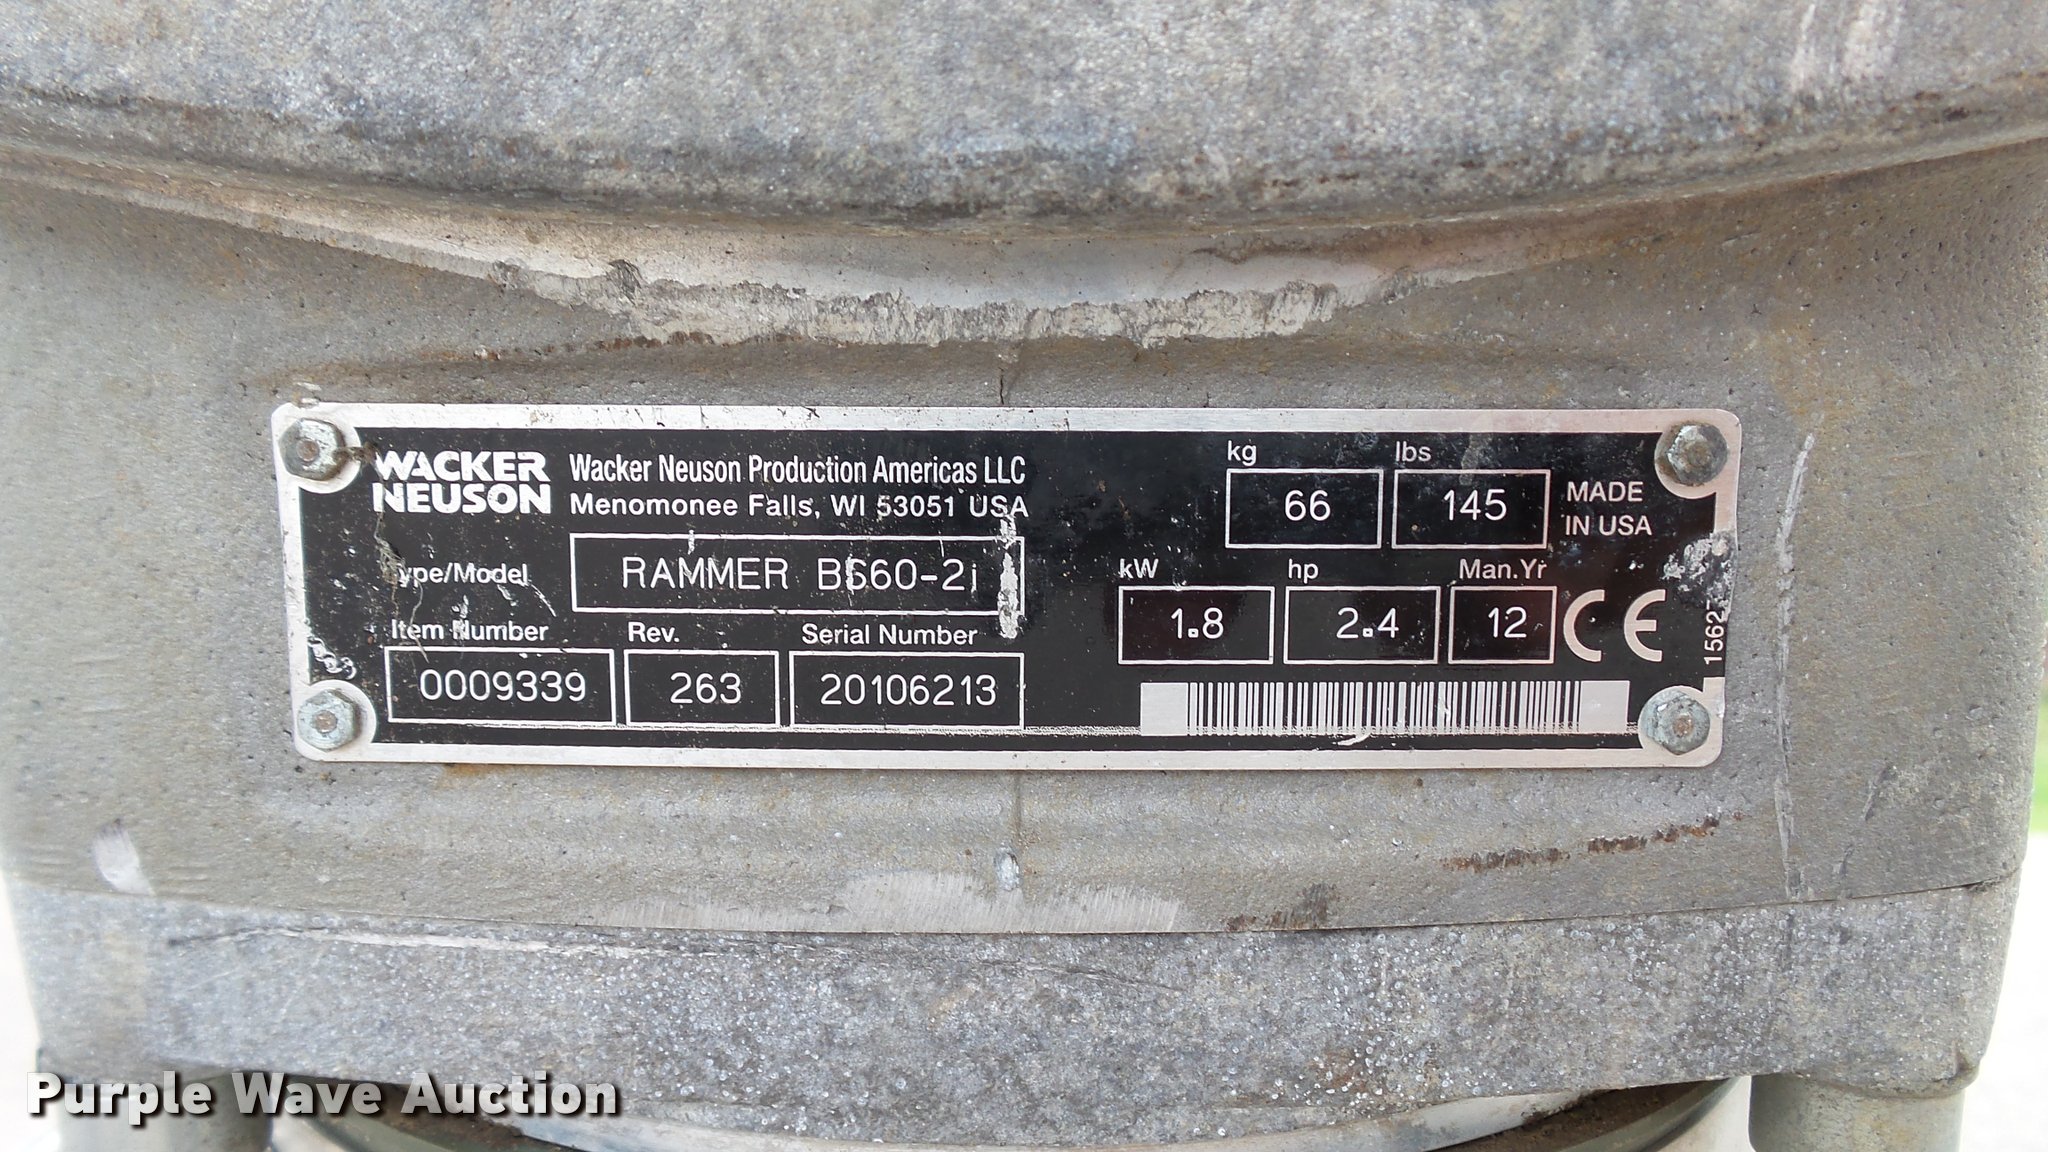 WACKER
NEUSON
Wacker Neuson Production Americas LLC
Menomonee Falls, WI 53051 USA
kg
66
lbs
145
MADE
IN USA
Type/Model
RAMMER BS60-2i
kW
1.8
hp
2.4
Man.Yr
12
CE
Item Number
0009339
Rev.
263
Serial Number
20106213
Purple Wave Auction